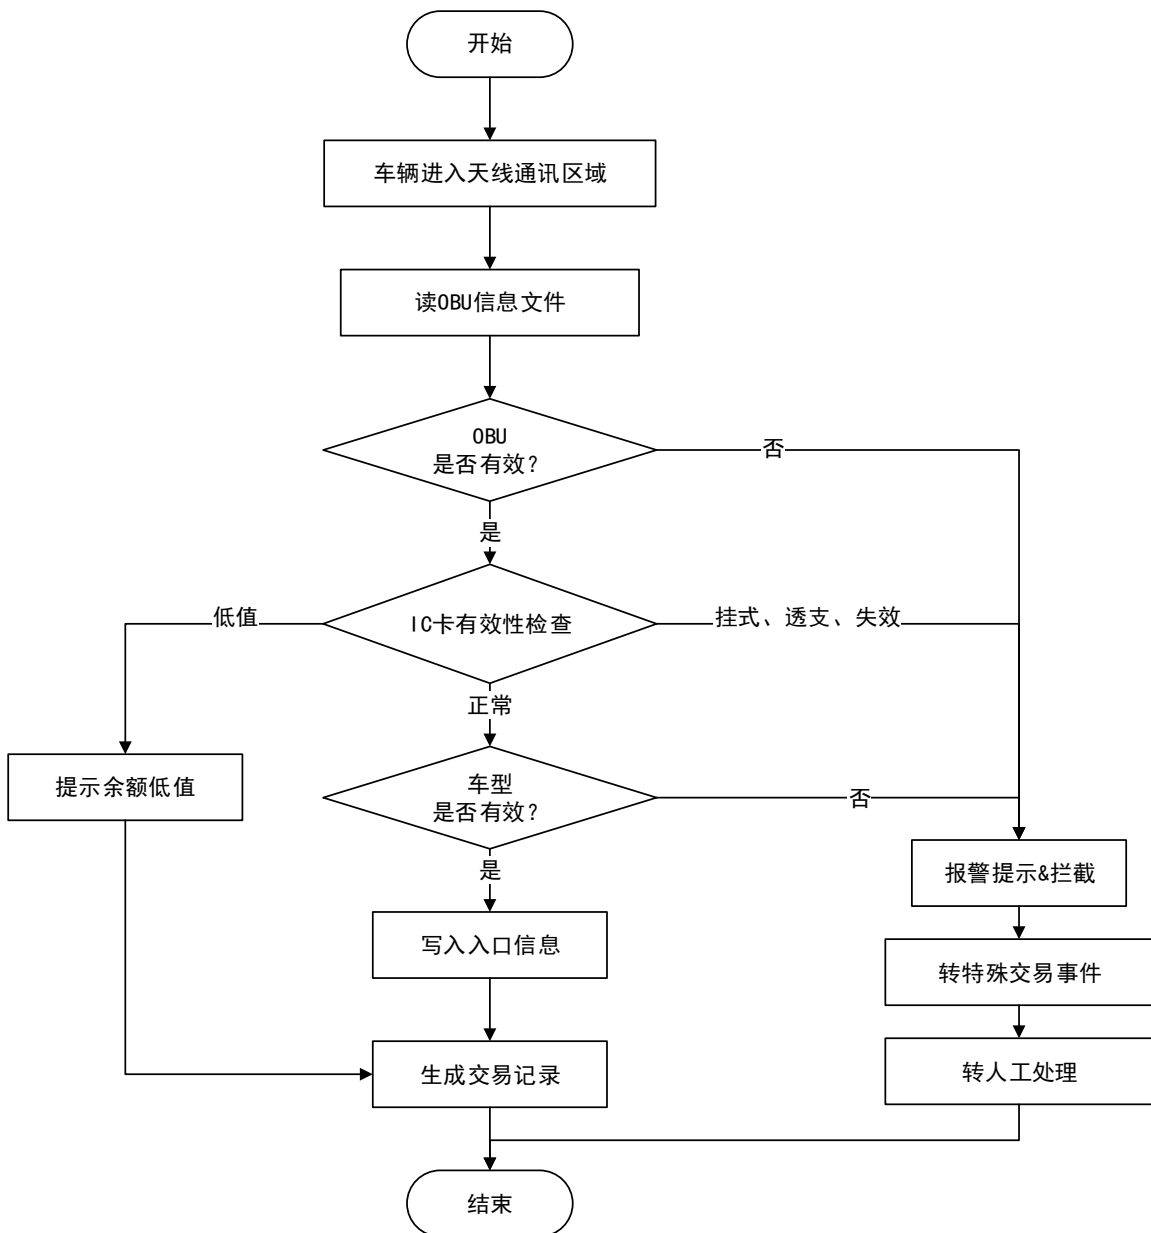 开始
车辆进入天线通讯区域
读OBU信息文件
OBU
是否有效？
否
是
低值
IC卡有效性检查
挂式、透支、失效
正常
提示余额低值
车型
是否有效？
否
是
报警提示&拦截
写入入口信息
转特殊交易事件
生成交易记录
转人工处理
结束